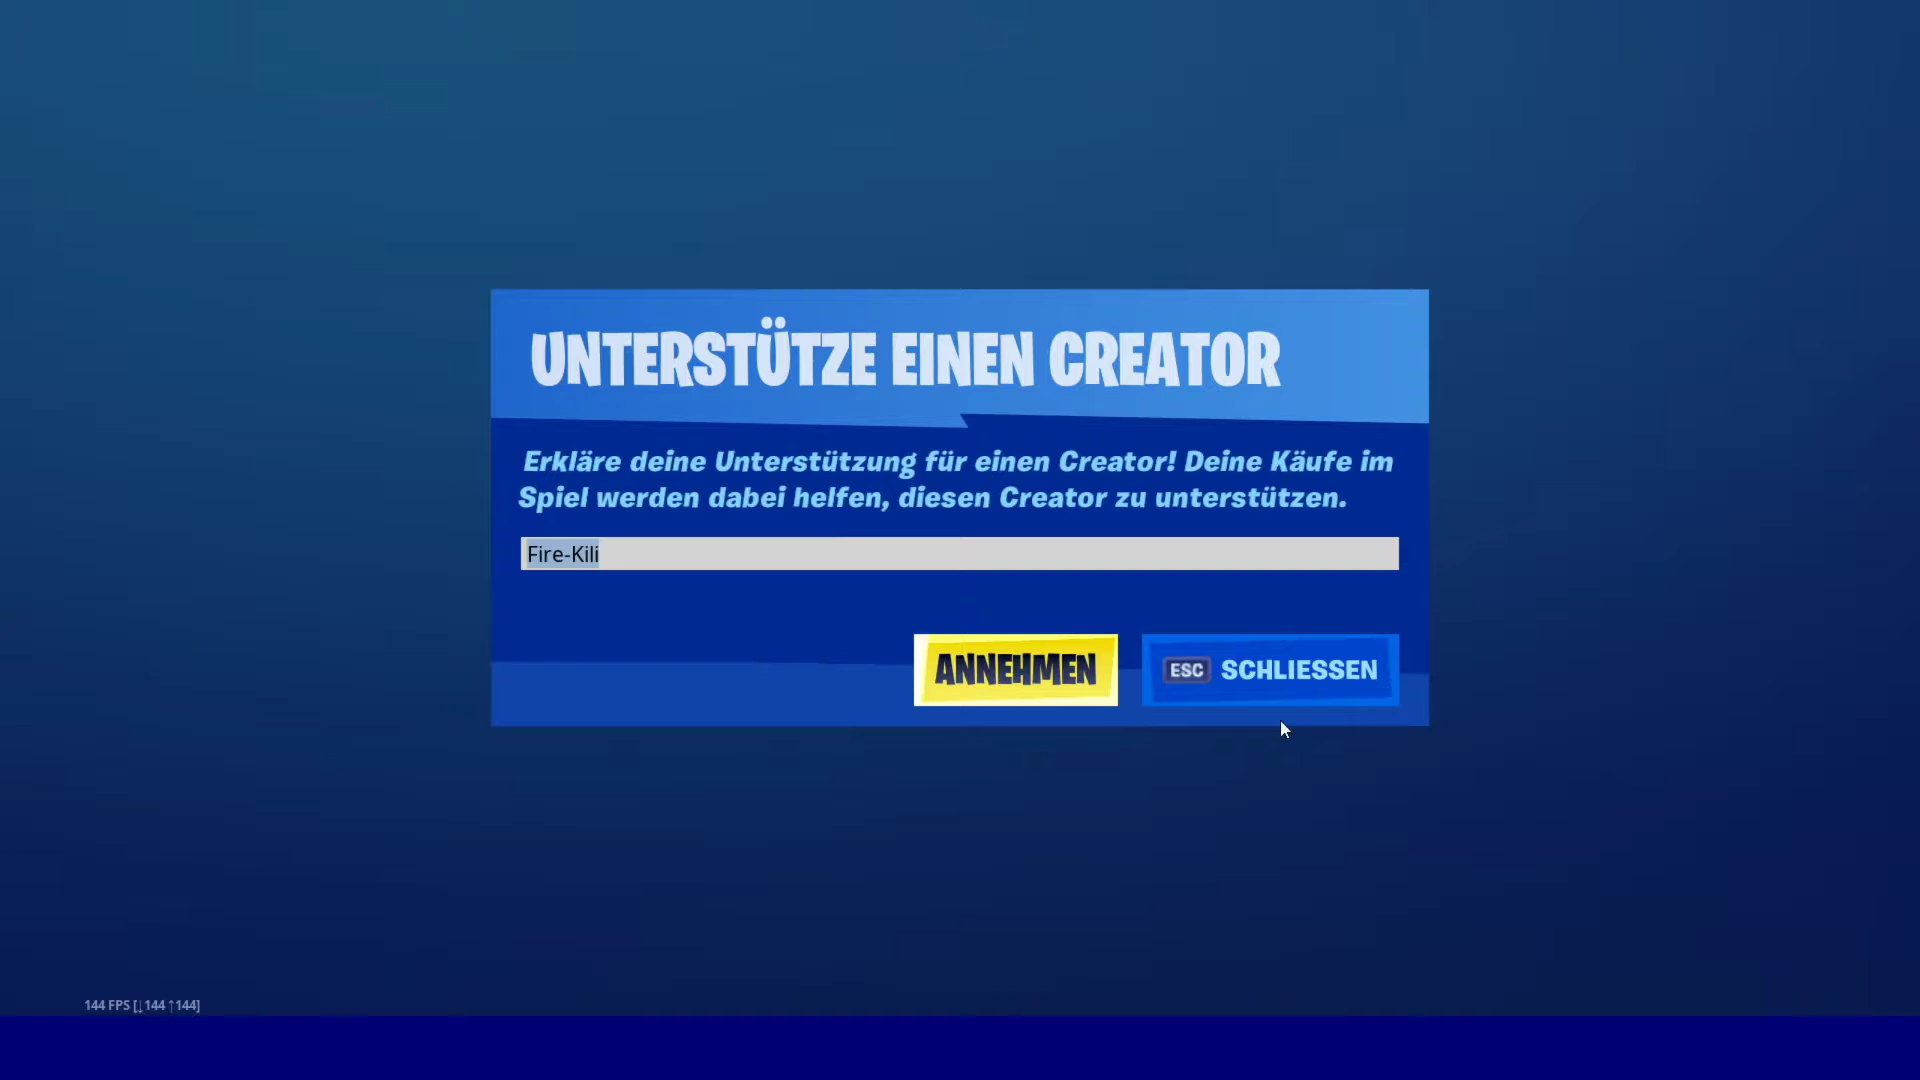 UNTERSTÜTZE EINEN CREATOR
Erkläre deine Unterstützung für einen Creator! Deine Käufe im
Spiel werden dabei helfen, diesen Creator zu unterstützen.
Fire-Kili
ANNEHMEN
ESC SCHLIESSEN
144 FPS [↓144 ↑144]